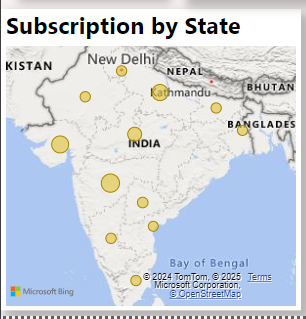 Subscription by State
KISTAN
New Delhi
NEPAL
Kathmandu
BHUTAN
BANGLADES
INDIA
Bay of Bengal
© 2024 TomTom, © 2025 Terms
Microsoft Corporation,
Microsoft Bing
© OpenStreetMap